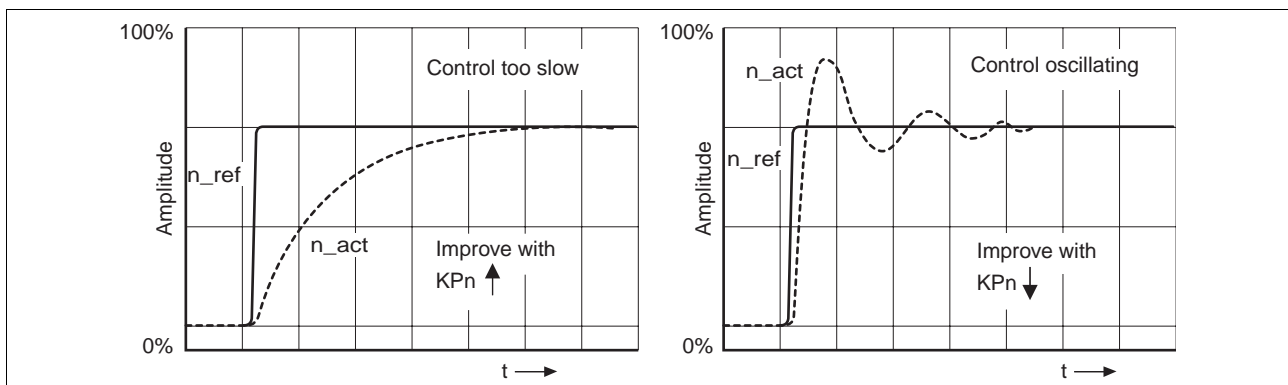 100%
Control too slow
n_ref
Amplitude
n_act
Improve with
KPn
0%
t
100%
n_act
Control oscillating
n_ref
Amplitude
Improve with
KPn
0%
t